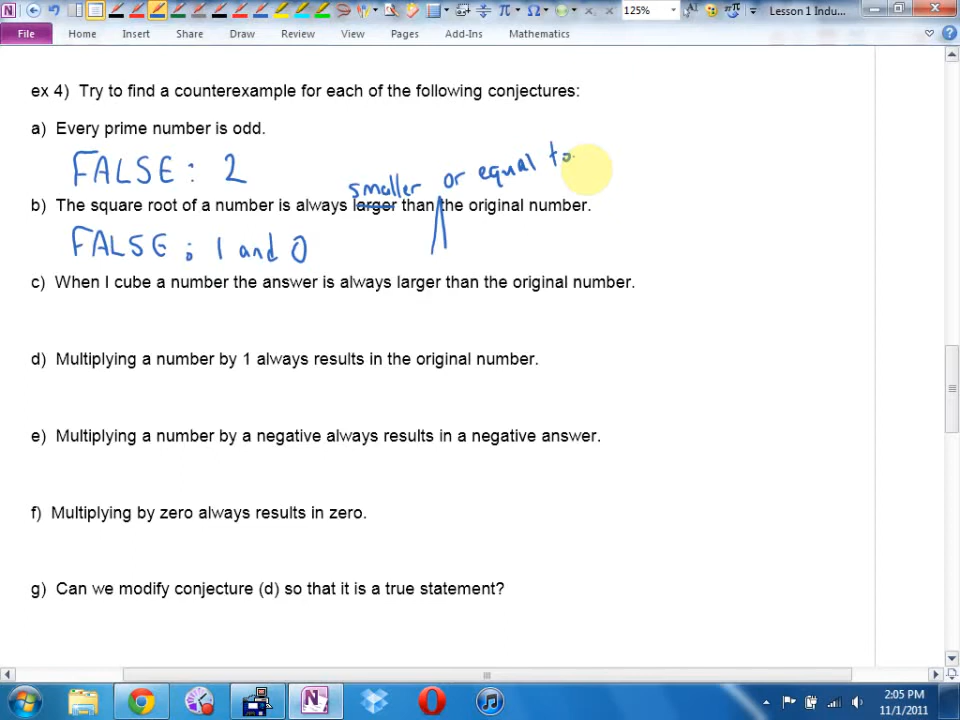 125% Lesson 1 Indu...
File Home Insert Share Draw Review View Pages Add-Ins Mathematics
ex 4) Try to find a counterexample for each of the following conjectures:
a) Every prime number is odd.
FALSE: 2
smaller or equal to
b) The square root of a number is always larger than the original number.
FALSE: 1 and 0
c) When I cube a number the answer is always larger than the original number.
d) Multiplying a number by 1 always results in the original number.
e) Multiplying a number by a negative always results in a negative answer.
f) Multiplying by zero always results in zero.
g) Can we modify conjecture (d) so that it is a true statement?
2:05 PM
11/1/2011